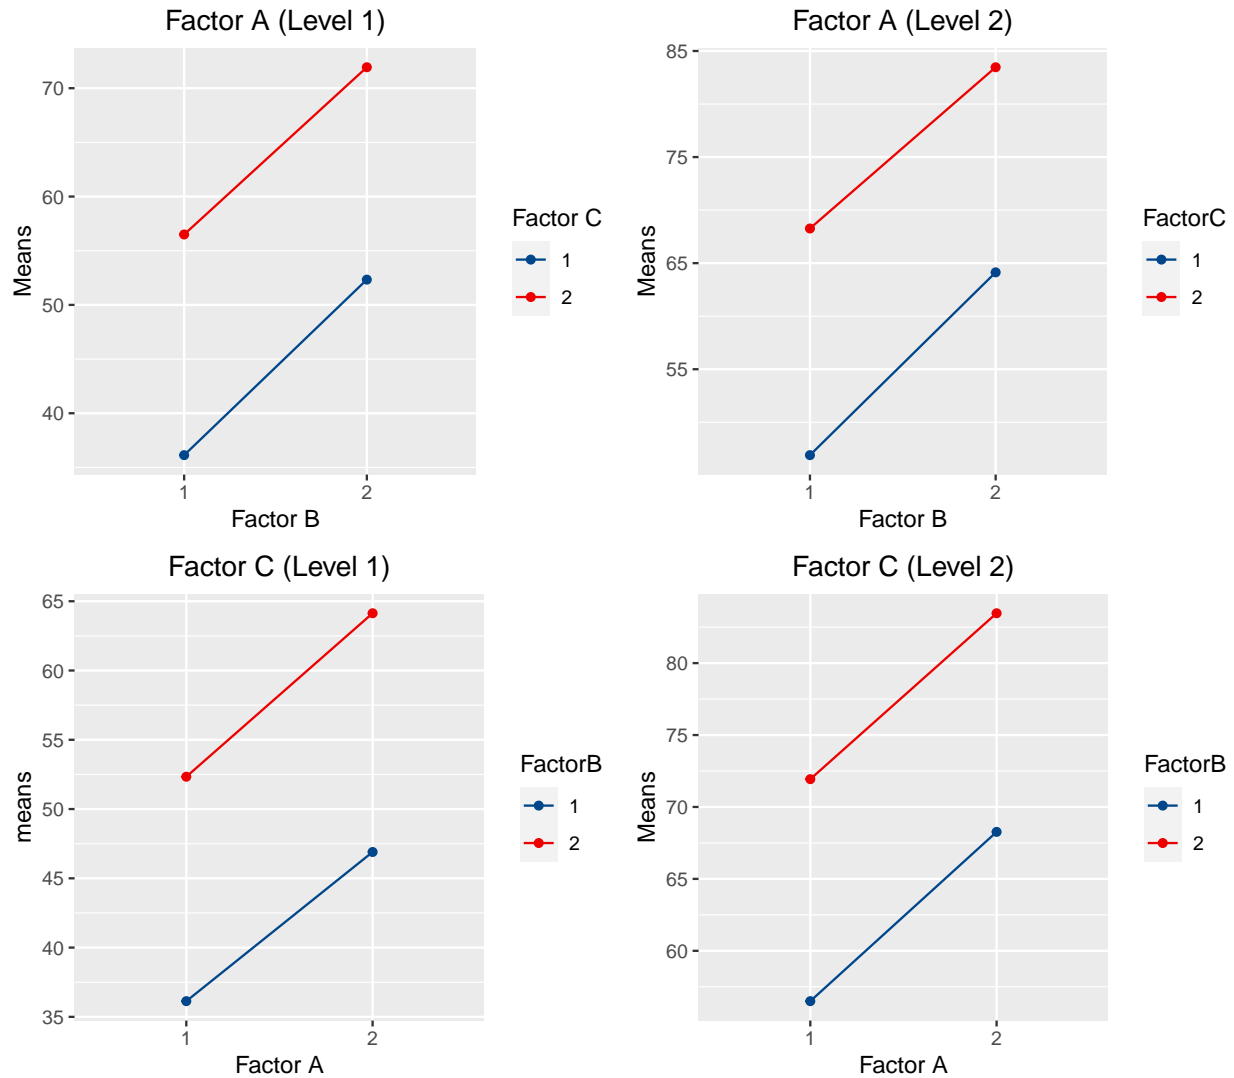 Factor A (Level 1)
70
60
50
40
Means
1 2
Factor B
Factor C
1
2
Factor A (Level 2)
85
75
65
55
Means
1 2
Factor B
FactorC
1
2
Factor C (Level 1)
65
60
55
50
45
40
35
means
1 2
Factor A
FactorB
1
2
Factor C (Level 2)
80
75
70
65
60
Means
1 2
Factor A
FactorB
1
2